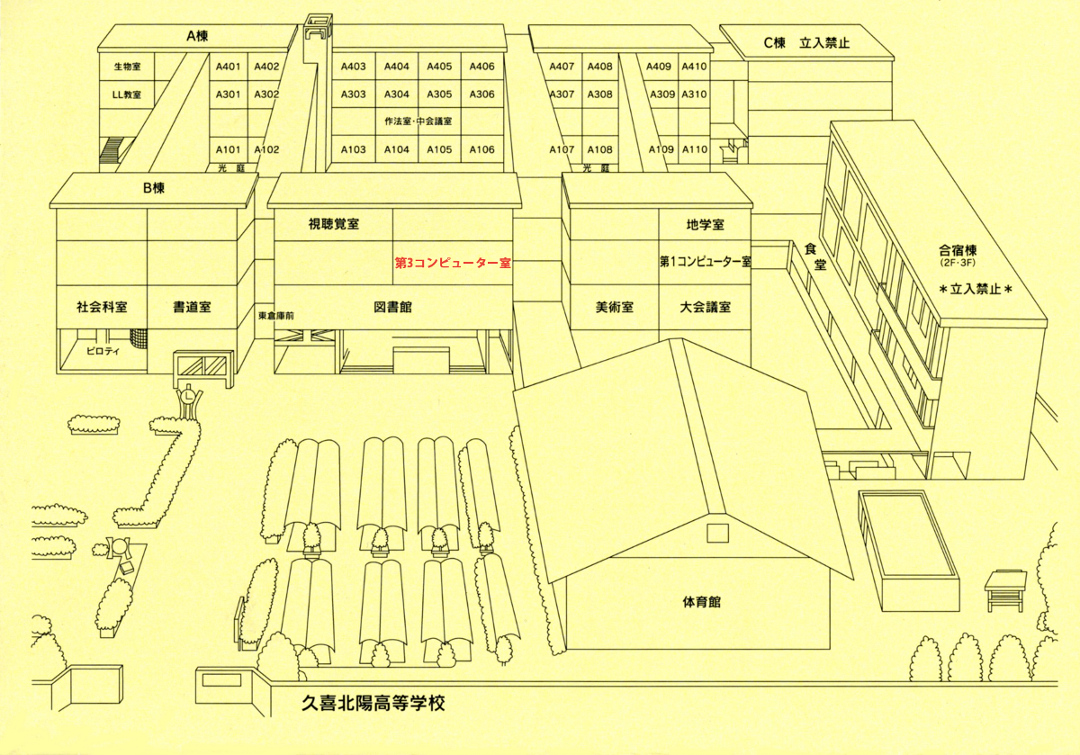 A棟
C棟 立入禁止
生物室
A401
A402
A403
A404
A405
A406
A407
A408
A409
A410
LL教室
A301
A302
A303
A304
A305
A306
A307
A308
A309
A310
作法室・中会議室
A101
A102
A103
A104
A105
A106
A107
A108
A109
A110
光庭
光庭
B棟
視聴覚室
地学室
第3コンピューター室
第1コンピューター室
食堂
合宿棟
(2F・3F)
*立入禁止*
社会科室
書道室
東倉庫前
図書館
美術室
大会議室
ピロティ
体育館
久喜北陽高等学校